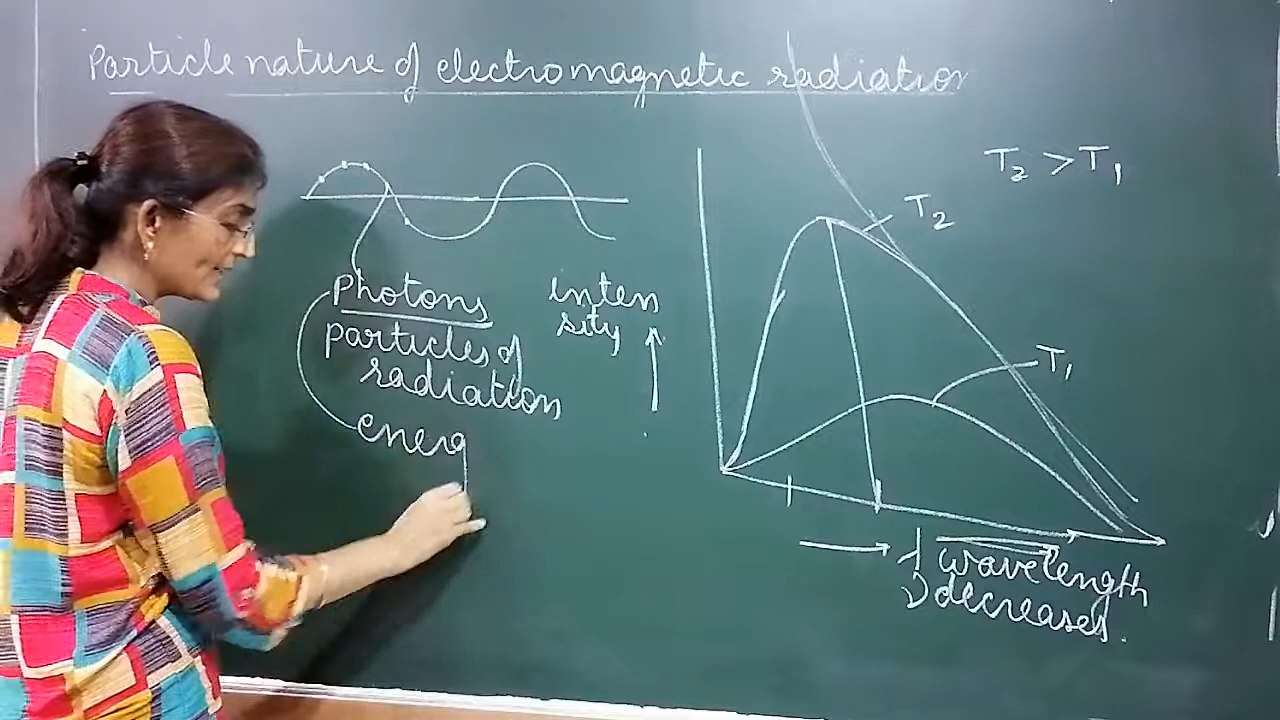 Particle nature of electromagnetic radiation
Photons
particles of
radiation
energ
inten
sity
T2 > T1
T2
T1
λ wavelength
ν decreases.